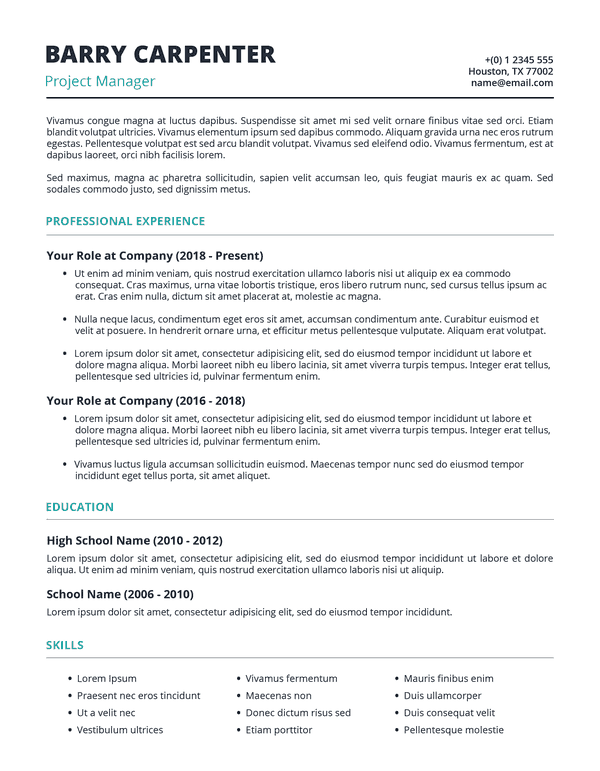 BARRY CARPENTER
Project Manager
+(0) 1 2345 555
Houston, TX 77002
name@email.com
Vivamus congue magna at luctus dapibus. Suspendisse sit amet mi sed velit ornare finibus vitae sed orci. Etiam
blandit volutpat ultricies. Vivamus elementum ipsum sed dapibus commodo. Aliquam gravida urna nec eros rutrum
egestas. Pellentesque volutpat est sed arcu blandit volutpat. Vivamus sed eleifend odio. Vivamus fermentum, est at
dapibus laoreet, orci nibh facilisis lorem.
Sed maximus, magna ac pharetra sollicitudin, sapien velit accumsan leo, quis feugiat mauris ex ac quam. Sed
sodales commodo justo, sed dignissim metus.
PROFESSIONAL EXPERIENCE
Your Role at Company (2018 - Present)
• Ut enim ad minim veniam, quis nostrud exercitation ullamco laboris nisi ut aliquip ex ea commodo
consequat. Cras maximus, urna vitae lobortis tristique, eros libero rutrum nunc, sed cursus tellus ipsum ac
erat. Cras enim nulla, dictum sit amet placerat at, molestie ac magna.
• Nulla neque lacus, condimentum eget eros sit amet, accumsan condimentum ante. Curabitur euismod et
velit at posuere. In hendrerit ornare urna, et efficitur metus pellentesque vulputate. Aliquam erat volutpat.
• Lorem ipsum dolor sit amet, consectetur adipisicing elit, sed do eiusmod tempor incididunt ut labore et
dolore magna aliqua. Morbi laoreet nibh eu libero lacinia, sit amet viverra turpis tempus. Integer erat tellus,
pellentesque sed ultricies id, pulvinar fermentum nibh.
Your Role at Company (2016 - 2018)
• Lorem ipsum dolor sit amet, consectetur adipisicing elit, sed do eiusmod tempor incididunt ut labore et
dolore magna aliqua. Morbi laoreet nibh eu libero lacinia, sit amet viverra turpis tempus. Integer erat tellus,
pellentesque sed ultricies id, pulvinar fermentum nibh.
• Vivamus luctus ligula accumsan sollicitudin euismod. Maecenas tempor nunc sed do eiusmod tempor
incididunt eget tellus porta, sit amet aliquet.
EDUCATION
High School Name (2010 - 2012)
Lorem ipsum dolor sit amet, consectetur adipisicing elit, sed do eiusmod tempor incididunt ut labore et dolore
aliqua. Ut enim ad minim veniam, quis nostrud exercitation ullamco laboris nisi ut aliquip.
School Name (2006 - 2010)
Lorem ipsum dolor sit amet, consectetur adipisicing elit, sed do eiusmod tempor incididunt.
SKILLS
• Lorem Ipsum
• Praesent nec eros tincidunt
• Ut a velit nec
• Vestibulum ultrices
• Vivamus fermentum
• Maecenas non
• Donec dictum risus sed
• Etiam porttitor
• Mauris finibus enim
• Duis ullamcorper
• Duis consequat velit
• Pellentesque molestie